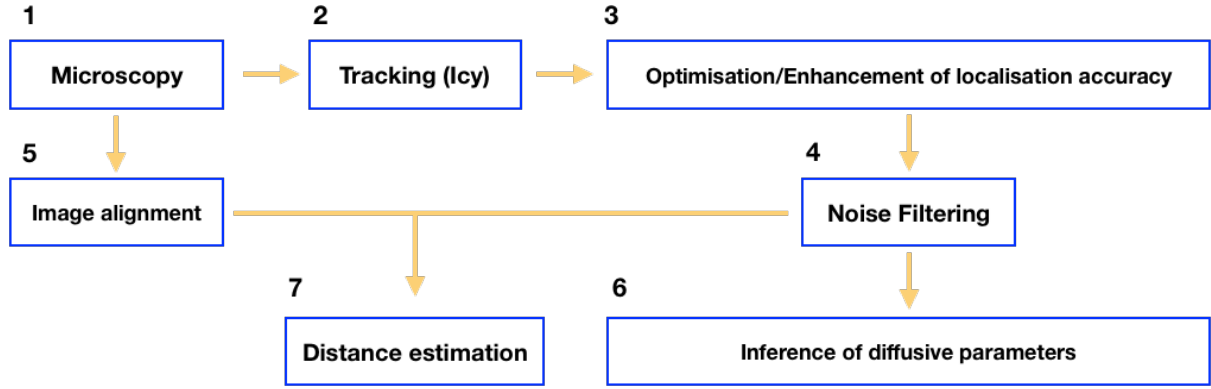 1
Microscopy
2
Tracking (Icy)
3
Optimisation/Enhancement of localisation accuracy
5
Image alignment
4
Noise Filtering
7
Distance estimation
6
Inference of diffusive parameters